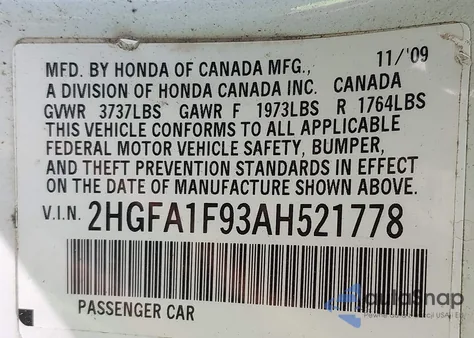 11/'09
MFD. BY HONDA OF CANADA MFG.,
A DIVISION OF HONDA CANADA INC. CANADA
GVWR 3737LBS GAWR F 1973LBS R 1764LBS
THIS VEHICLE CONFORMS TO ALL APPLICABLE
FEDERAL MOTOR VEHICLE SAFETY, BUMPER,
AND THEFT PREVENTION STANDARDS IN EFFECT
ON THE DATE OF MANUFACTURE SHOWN ABOVE.
V.I.N. 2HGFA1F93AH521778
PASSENGER CAR